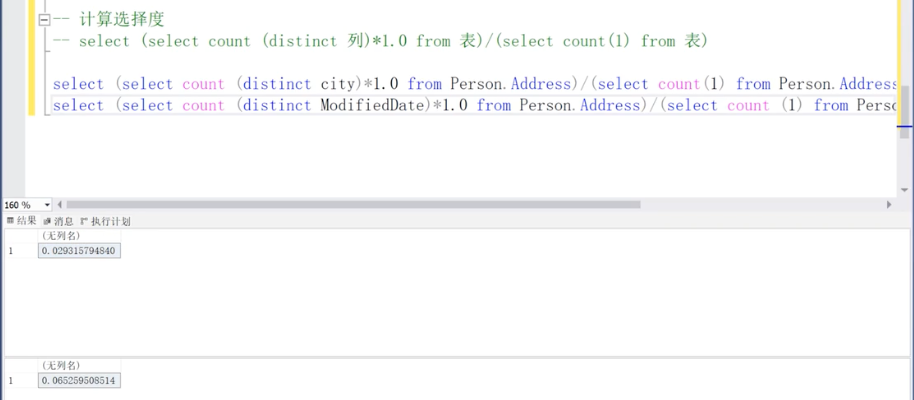 -- 计算选择度
-- select (select count (distinct 列)*1.0 from 表)/(select count(1) from 表)
select (select count (distinct city)*1.0 from Person.Address)/(select count(1) from Person.Address
select (select count (distinct ModifiedDate)*1.0 from Person.Address)/(select count (1) from Perso
160 %
结果 消息 执行计划
(无列名)
1 0.029315794840
(无列名)
1 0.065259508514